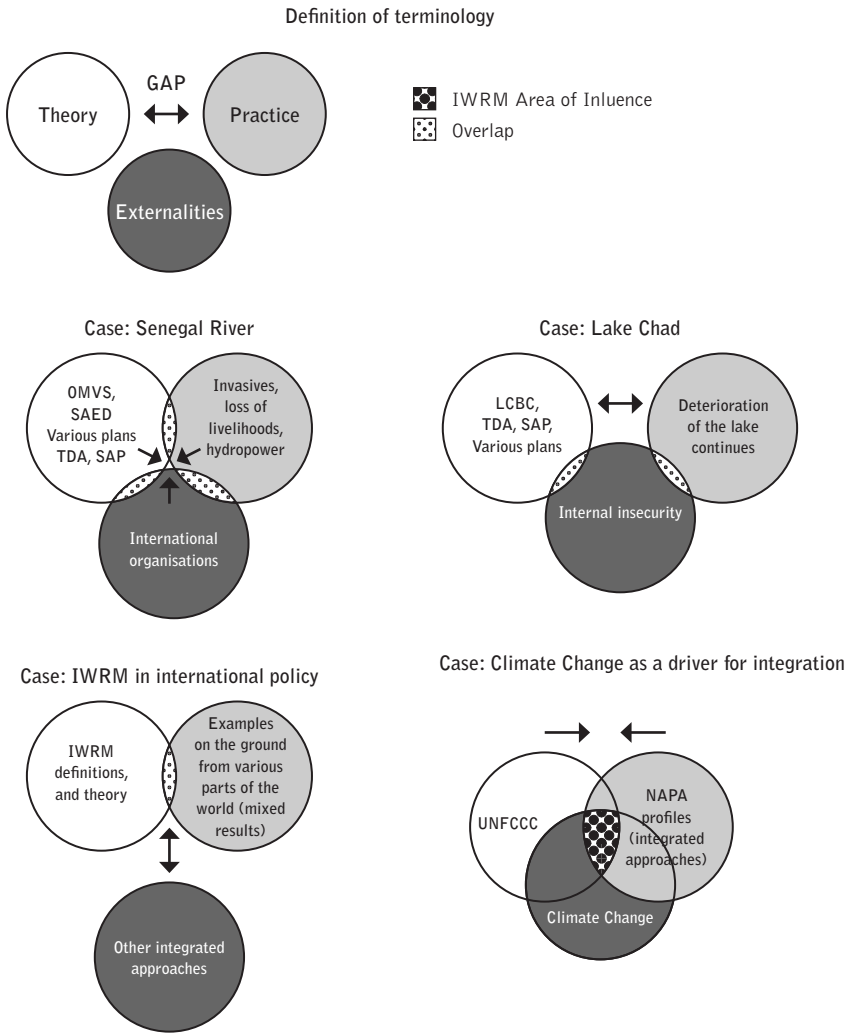 Definition of terminology
GAP
Theory
Practice
Externalities
IWRM Area of Inluence
Overlap
Case: Senegal River
OMVS,
SAED
Various plans
TDA, SAP
Invasives,
loss of
livelihoods,
hydropower
International
organisations
Case: Lake Chad
LCBC,
TDA, SAP,
Various plans
Deterioration
of the lake
continues
Internal insecurity
Case: IWRM in international policy
IWRM
definitions,
and theory
Examples
on the ground
from various
parts of the
world (mixed
results)
Other integrated
approaches
Case: Climate Change as a driver for integration
UNFCCC
NAPA
profiles
(integrated
approaches)
Climate Change